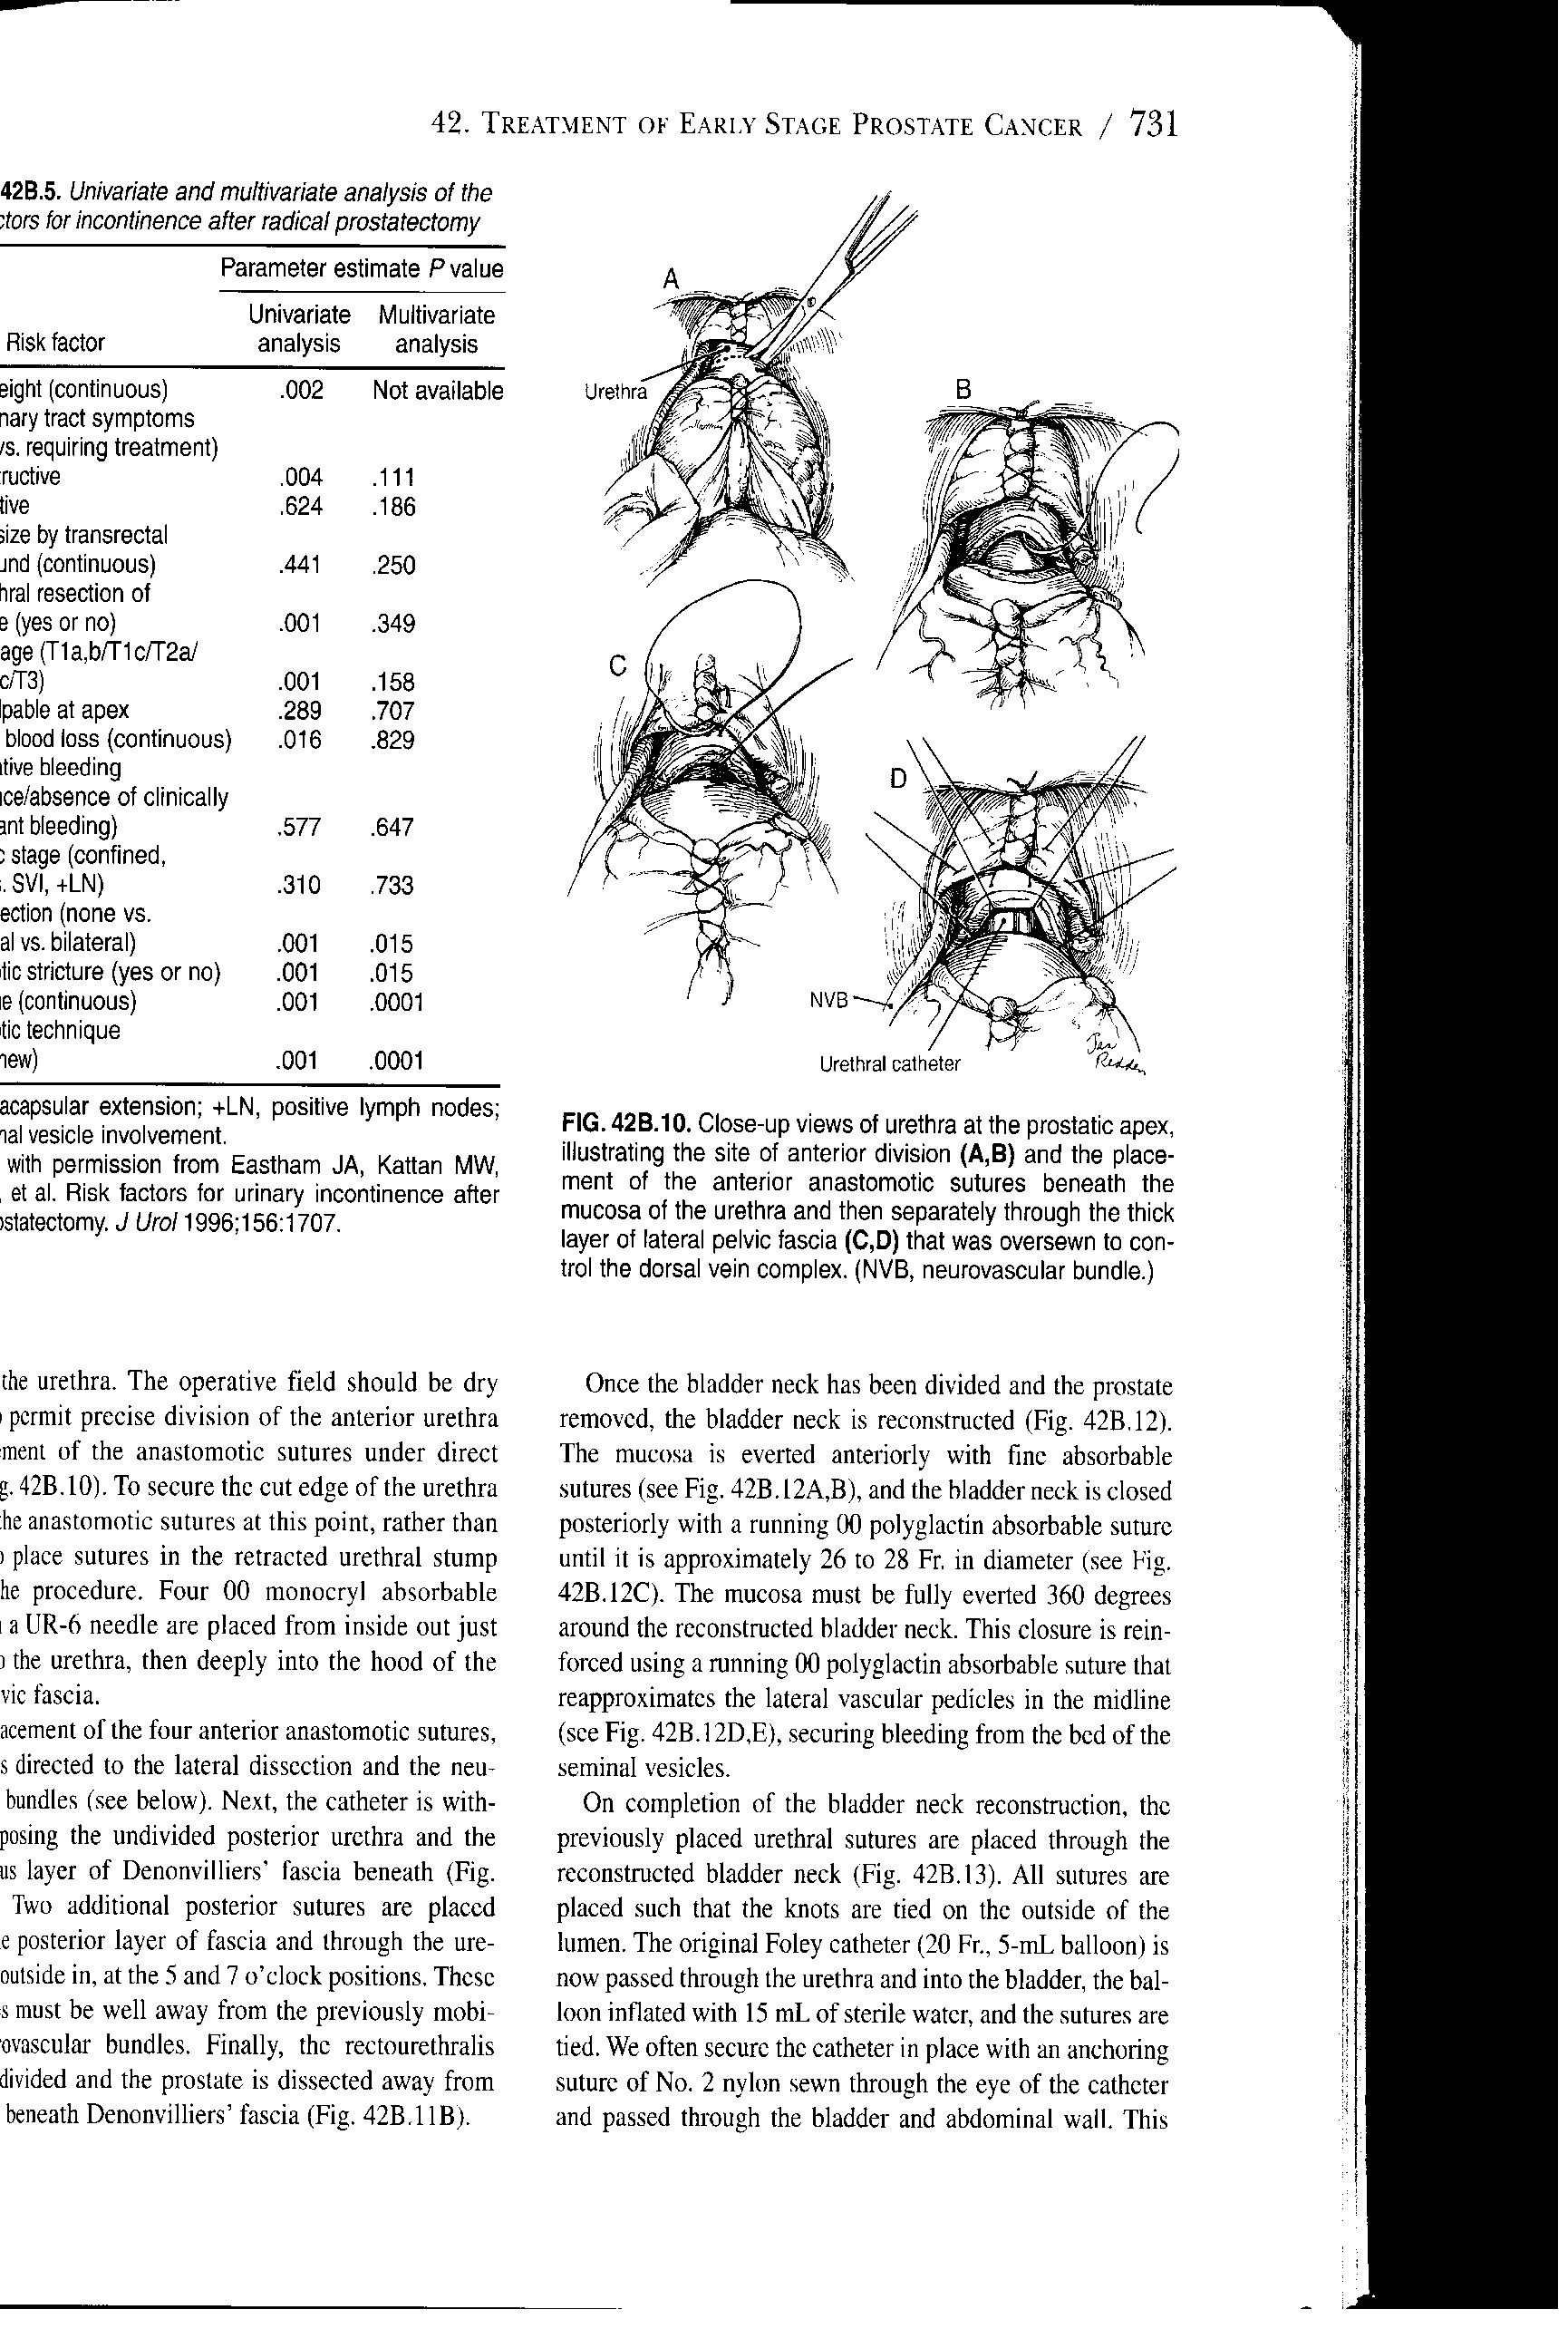 42. TREATMENT OF EARLY STAGE PROSTATE CANCER / 731
42B.5. Univariate and multivariate analysis of the
ctors for incontinence after radical prostatectomy
Parameter estimate P value
Univariate Multivariate
Risk factor analysis analysis
eight (continuous) .002 Not available
nary tract symptoms
vs. requiring treatment)
ructive .004 .111
tive .624 .186
size by transrectal
und (continuous) .441 .250
hral resection of
e (yes or no) .001 .349
age (T1a,b/T1c/T2a/
c/T3) .001 .158
lpable at apex .289 .707
blood loss (continuous) .016 .829
ative bleeding
nce/absence of clinically
ant bleeding) .577 .647
c stage (confined,
. SVI, +LN) .310 .733
ection (none vs.
al vs. bilateral) .001 .015
otic stricture (yes or no) .001 .015
e (continuous) .001 .0001
otic technique
new) .001 .0001
acapsular extension; +LN, positive lymph nodes;
nal vesicle involvement.
with permission from Eastham JA, Kattan MW,
, et al. Risk factors for urinary incontinence after
ostatectomy. J Urol 1996;156:1707.
the urethra. The operative field should be dry
permit precise division of the anterior urethra
ment of the anastomotic sutures under direct
g. 42B.10). To secure the cut edge of the urethra
the anastomotic sutures at this point, rather than
place sutures in the retracted urethral stump
he procedure. Four 00 monocryl absorbable
a UR-6 needle are placed from inside out just
o the urethra, then deeply into the hood of the
vic fascia.
acement of the four anterior anastomotic sutures,
s directed to the lateral dissection and the neu-
bundles (see below). Next, the catheter is with-
posing the undivided posterior urethra and the
us layer of Denonvilliers' fascia beneath (Fig.
Two additional posterior sutures are placed
e posterior layer of fascia and through the ure-
outside in, at the 5 and 7 o'clock positions. These
s must be well away from the previously mobi-
ovascular bundles. Finally, the rectourethralis
divided and the prostate is dissected away from
beneath Denonvilliers' fascia (Fig. 42B.11B).
A
Urethra
B
C
D
NVB
Urethral catheter
Jan
Redden
FIG. 42B.10. Close-up views of urethra at the prostatic apex,
illustrating the site of anterior division (A,B) and the place-
ment of the anterior anastomotic sutures beneath the
mucosa of the urethra and then separately through the thick
layer of lateral pelvic fascia (C,D) that was oversewn to con-
trol the dorsal vein complex. (NVB, neurovascular bundle.)
Once the bladder neck has been divided and the prostate
removed, the bladder neck is reconstructed (Fig. 42B.12).
The mucosa is everted anteriorly with fine absorbable
sutures (see Fig. 42B.12A,B), and the bladder neck is closed
posteriorly with a running 00 polyglactin absorbable suture
until it is approximately 26 to 28 Fr. in diameter (see Fig.
42B.12C). The mucosa must be fully everted 360 degrees
around the reconstructed bladder neck. This closure is rein-
forced using a running 00 polyglactin absorbable suture that
reapproximates the lateral vascular pedicles in the midline
(see Fig. 42B.12D,E), securing bleeding from the bed of the
seminal vesicles.
On completion of the bladder neck reconstruction, the
previously placed urethral sutures are placed through the
reconstructed bladder neck (Fig. 42B.13). All sutures are
placed such that the knots are tied on the outside of the
lumen. The original Foley catheter (20 Fr., 5-mL balloon) is
now passed through the urethra and into the bladder, the bal-
loon inflated with 15 mL of sterile water, and the sutures are
tied. We often secure the catheter in place with an anchoring
suture of No. 2 nylon sewn through the eye of the catheter
and passed through the bladder and abdominal wall. This